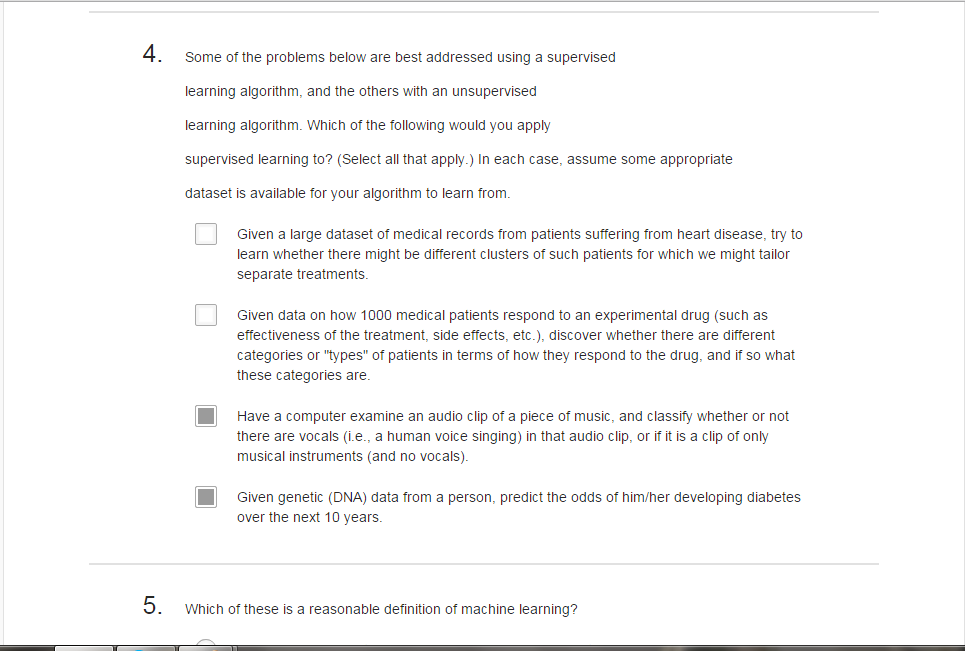 4. Some of the problems below are best addressed using a supervised
learning algorithm, and the others with an unsupervised
learning algorithm. Which of the following would you apply
supervised learning to? (Select all that apply.) In each case, assume some appropriate
dataset is available for your algorithm to learn from.
Given a large dataset of medical records from patients suffering from heart disease, try to
learn whether there might be different clusters of such patients for which we might tailor
separate treatments.
Given data on how 1000 medical patients respond to an experimental drug (such as
effectiveness of the treatment, side effects, etc.), discover whether there are different
categories or "types" of patients in terms of how they respond to the drug, and if so what
these categories are.
Have a computer examine an audio clip of a piece of music, and classify whether or not
there are vocals (i.e., a human voice singing) in that audio clip, or if it is a clip of only
musical instruments (and no vocals).
Given genetic (DNA) data from a person, predict the odds of him/her developing diabetes
over the next 10 years.
5. Which of these is a reasonable definition of machine learning?